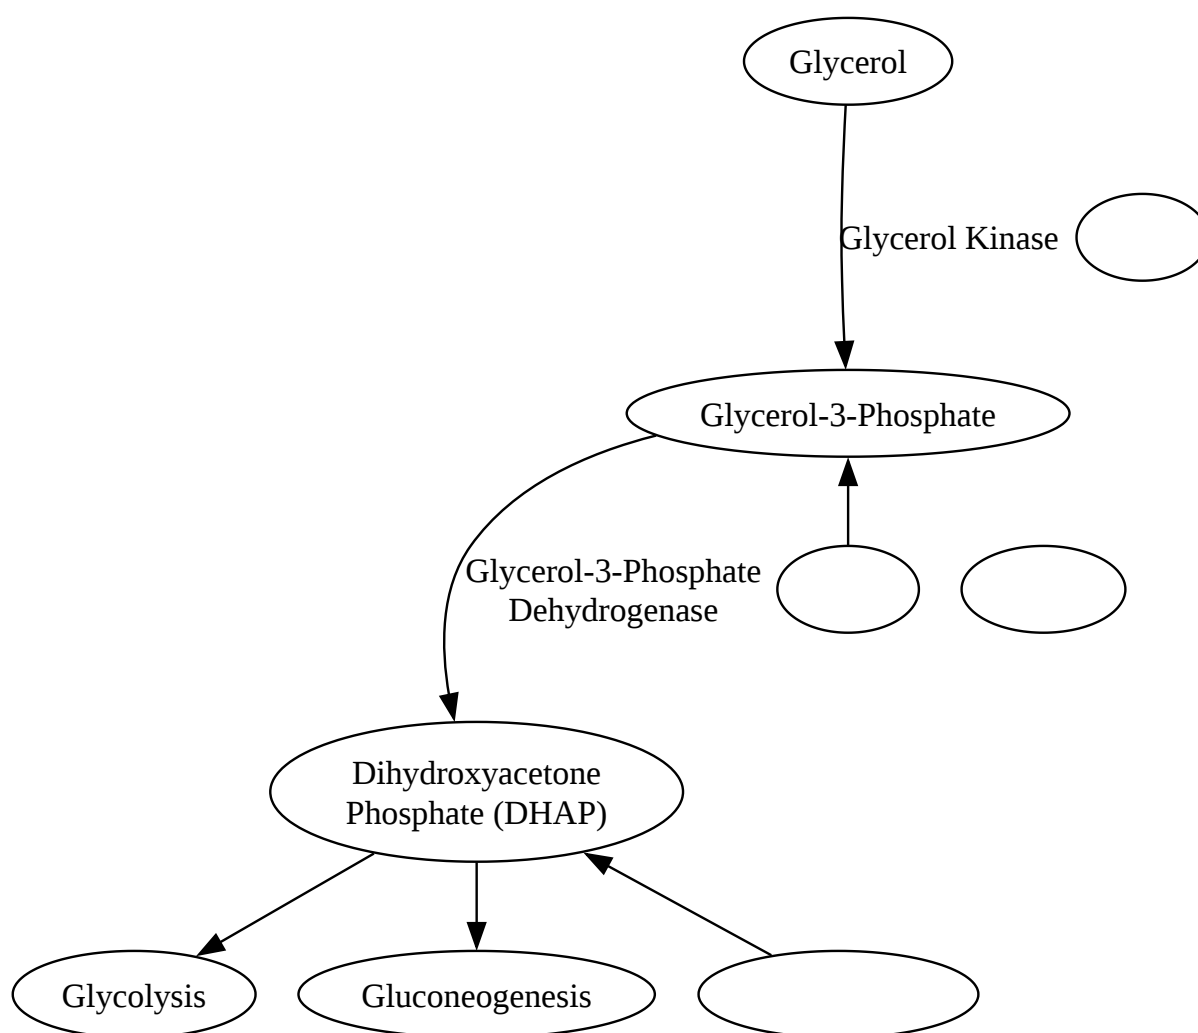 Glycerol
Glycerol Kinase
Glycerol-3-Phosphate
Glycerol-3-Phosphate
Dehydrogenase
Dihydroxyacetone
Phosphate (DHAP)
Glycolysis
Gluconeogenesis